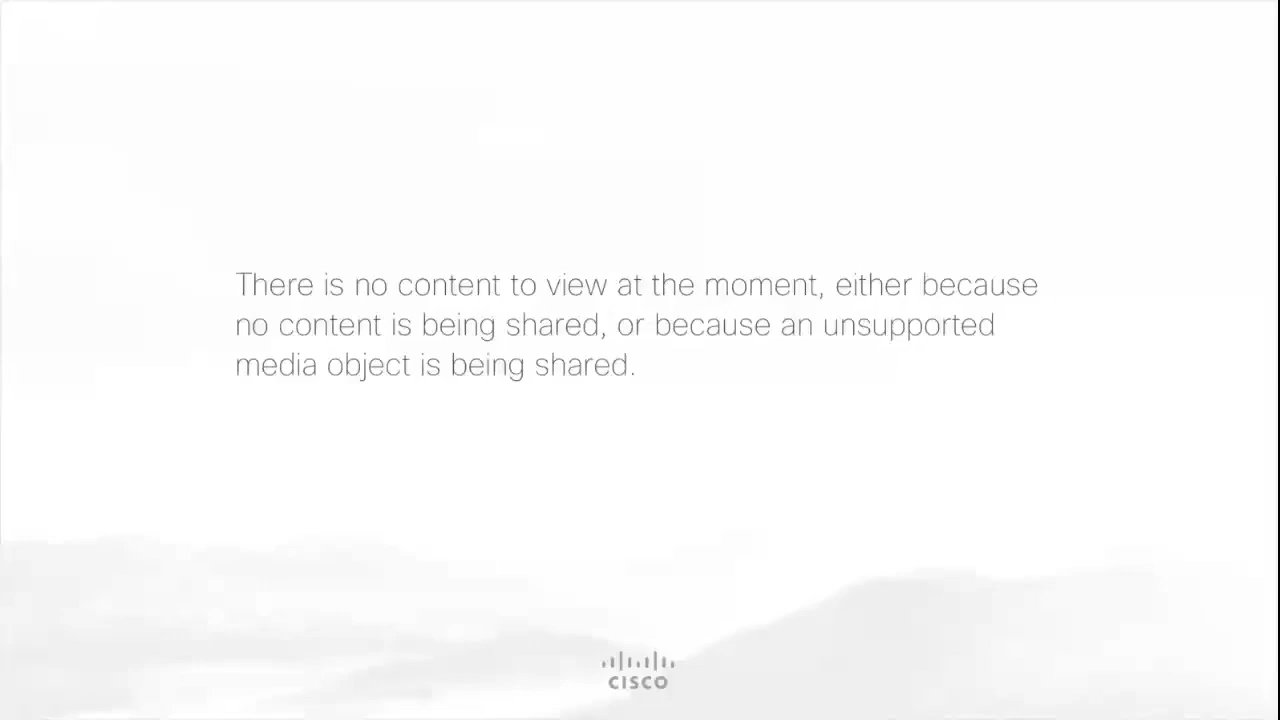 There is no content to view at the moment, either because
no content is being shared, or because an unsupported
media object is being shared.
CISCO